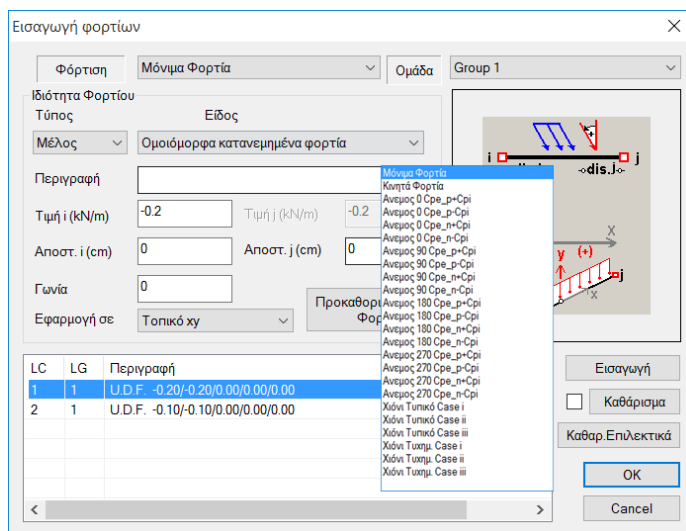 Εισαγωγή φορτίων
Φόρτιση Μόνιμα Φορτία Ομάδα Group 1
Ιδιότητα Φορτίου
Τύπος Είδος
Μέλος Ομοιόμορφα κατανεμημένα φορτία
Περιγραφή
Τιμή i (kN/m) -0.2 Τιμή j (kN/m) -0.2
Αποστ. i (cm) 0 Αποστ. j (cm) 0
Γωνία 0
Εφαρμογή σε Τοπικό xy
i j
dis.j
X
y (+)
j
x
Μόνιμα Φορτία
Κινητά Φορτία
Ανεμος 0 Cpe_p+Cpi
Ανεμος 0 Cpe_p-Cpi
Ανεμος 0 Cpe_n+Cpi
Ανεμος 0 Cpe_n-Cpi
Ανεμος 90 Cpe_p+Cpi
Ανεμος 90 Cpe_p-Cpi
Ανεμος 90 Cpe_n+Cpi
Ανεμος 90 Cpe_n-Cpi
Ανεμος 180 Cpe_p+Cpi
Ανεμος 180 Cpe_p-Cpi
Ανεμος 180 Cpe_n+Cpi
Ανεμος 180 Cpe_n-Cpi
Ανεμος 270 Cpe_p+Cpi
Ανεμος 270 Cpe_p-Cpi
Ανεμος 270 Cpe_n+Cpi
Ανεμος 270 Cpe_n-Cpi
Χιόνι Τυπικό Case i
Χιόνι Τυπικό Case ii
Χιόνι Τυπικό Case iii
Χιόνι Τυχημ. Case i
Χιόνι Τυχημ. Case ii
Χιόνι Τυχημ. Case iii
LC LG Περιγραφή
1 1 U.D.F. -0.20/-0.20/0.00/0.00/0.00
2 1 U.D.F. -0.10/-0.10/0.00/0.00/0.00
Εισαγωγή
Καθάρισμα
Καθαρ.Επιλεκτικά
OK
Cancel